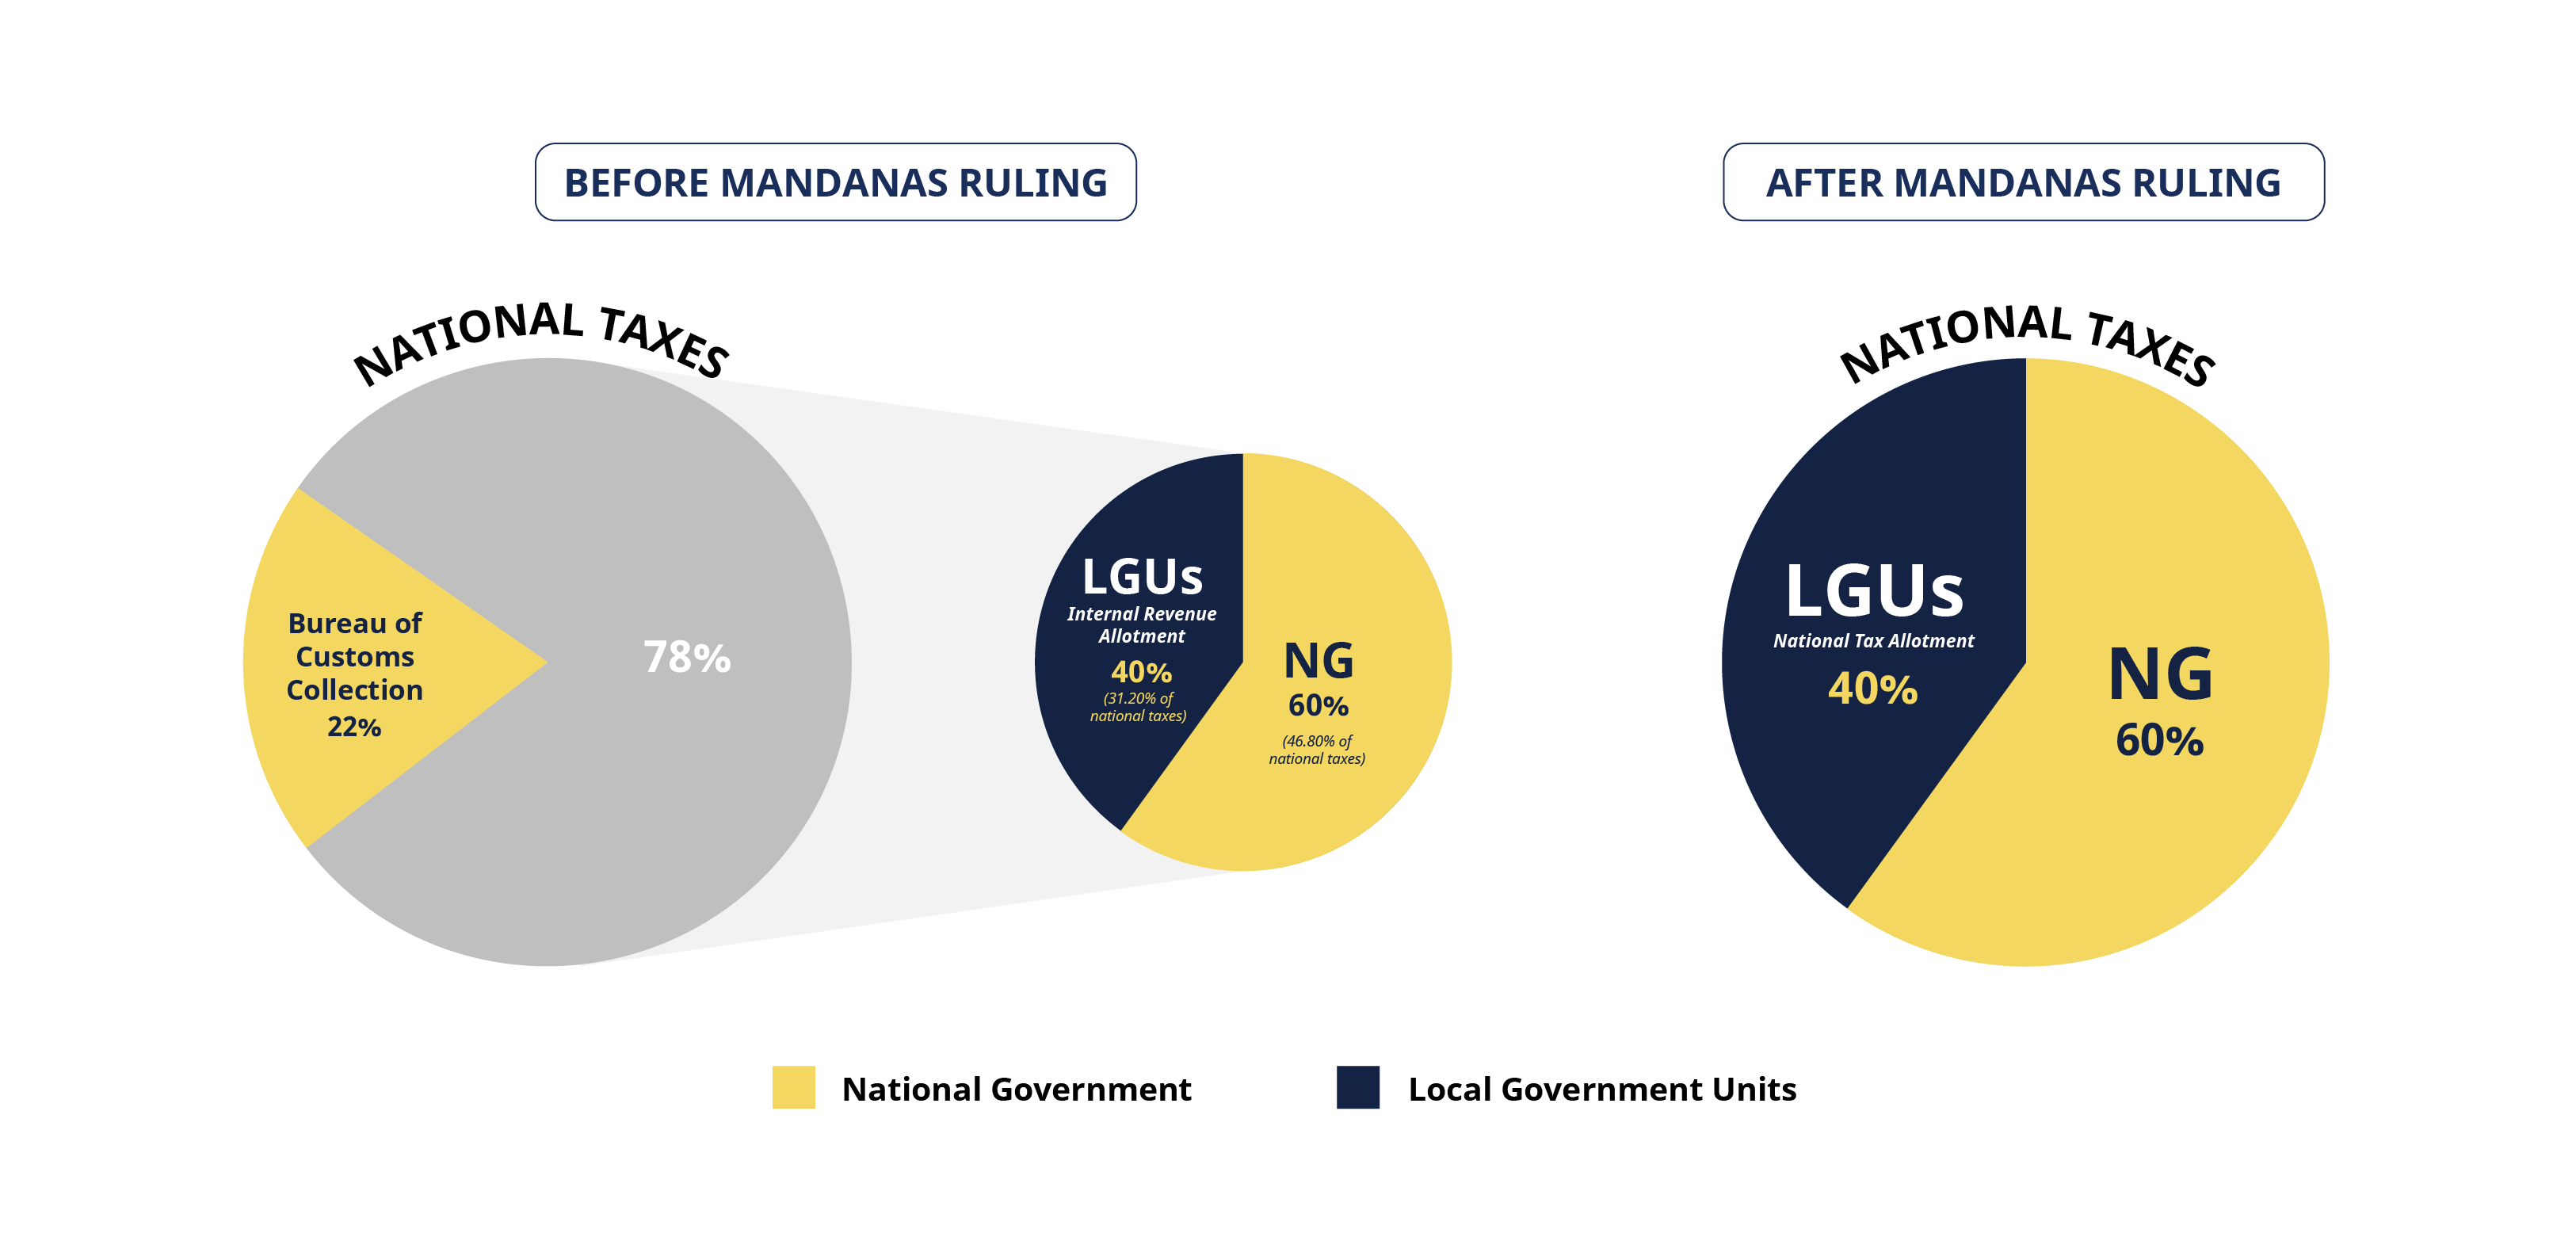 BEFORE MANDANAS RULING
NATIONAL TAXES
Bureau of
Customs
Collection
22%
78%
LGUs
Internal Revenue
Allotment
40%
(31.20% of
national taxes)
NG
60%
(46.80% of
national taxes)
AFTER MANDANAS RULING
NATIONAL TAXES
LGUs
National Tax Allotment
40%
NG
60%
National Government
Local Government Units